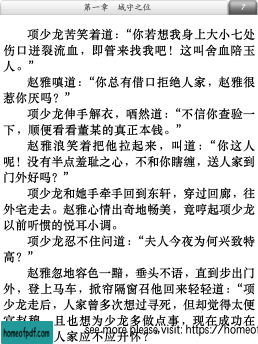 第一章　城守之位
7
项少龙苦笑着道：“你若想我身上大小七处
伤口迸裂流血，即管来找我吧！这叫舍血陪玉
人。”
赵雅嗔道：“你总有借口拒绝人家，赵雅很
惹你厌吗？”
项少龙伸手解衣，哂然道：“不信你查验一
下，顺便看看董某的真正本钱。”
赵雅浪笑着把他拉起来，叫道：“你这人
呢！没有半点羞耻之心，不和你瞎缠，送人家到
门外好吗？”
项少龙和她手牵手回到东轩，穿过回廊，往
外宅走去。赵雅心情出奇地畅美，竟哼起项少龙
以前听惯的悦耳小调。
项少龙忍不住问道：“夫人今夜为何兴致特
高？”
赵雅忽地容色一黯，垂头不语，直到步出门
外，登上马车，掀帘隔窗召他回来轻轻道：“项
少龙走后，人家曾多次想过寻死，但却觉得太便
且也想为少龙多做点事，现在成功在
人家应不应开怀？”
homeofpdf.com
see more please visit: https://homeof